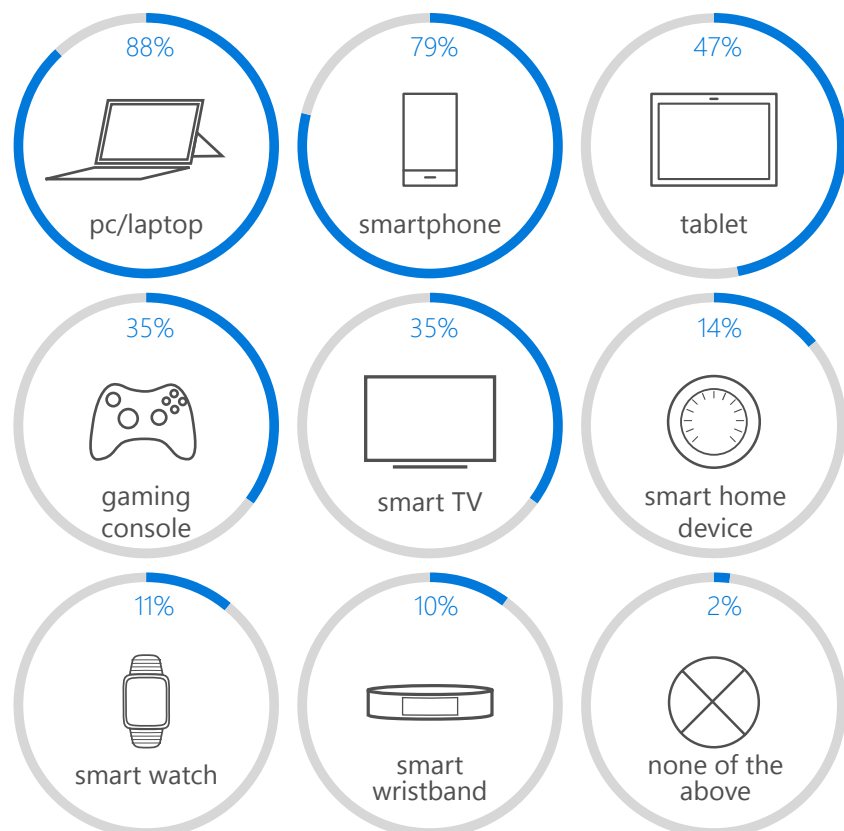 88%
pc/laptop
79%
smartphone
47%
tablet
35%
gaming
console
35%
smart TV
14%
smart home
device
11%
smart watch
10%
smart
wristband
2%
none of the
above